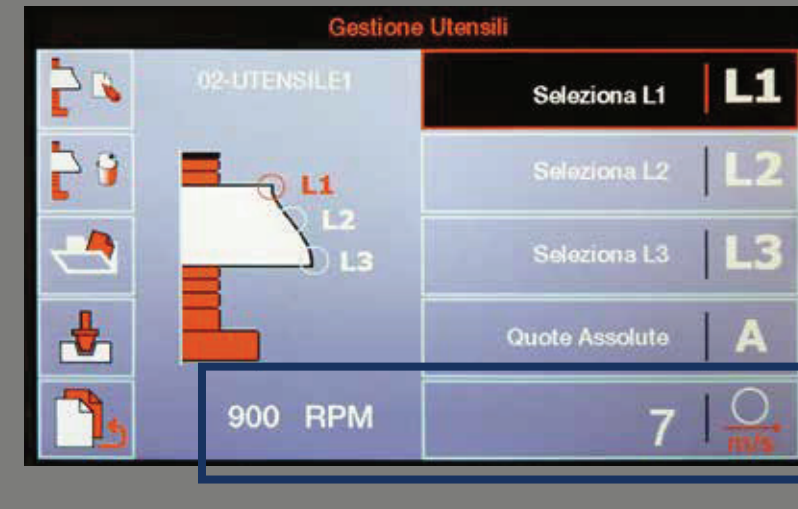 Gestione Utensili
02-UTENSILE1
Seleziona L1 L1
Seleziona L2 L2
Seleziona L3 L3
Quote Assolute A
L1
L2
L3
900 RPM
7 m/s